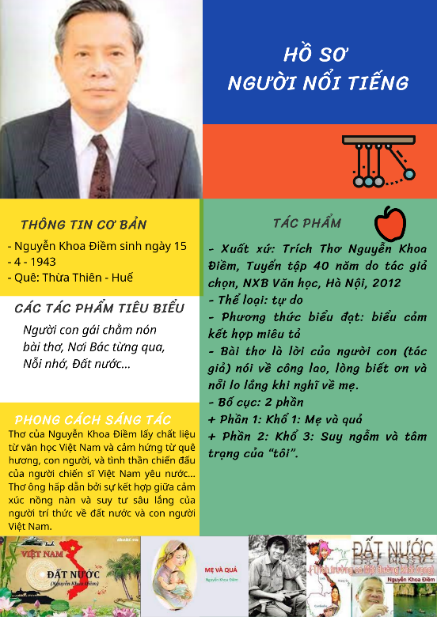 HỒ SƠ
NGƯỜI NỔI TIẾNG
THÔNG TIN CƠ BẢN
- Nguyễn Khoa Điềm sinh ngày 15
- 4 - 1943
- Quê: Thừa Thiên - Huế
CÁC TÁC PHẨM TIÊU BIỂU
Người con gái chằm nón
bài thơ, Nơi Bác từng qua,
Nỗi nhớ, Đất nước...
PHONG CÁCH SÁNG TÁC
Thơ của Nguyễn Khoa Điềm lấy chất liệu
từ văn học Việt Nam và cảm hứng từ quê
hương, con người, và tình thần chiến đấu
của người chiến sĩ Việt Nam yêu nước...
Thơ ông hấp dẫn bởi sự kết hợp giữa cảm
xúc nồng nàn và suy tư sâu lắng của
người trí thức về đất nước và con người
Việt Nam.
TÁC PHẨM
- Xuất xứ: Trích Thơ Nguyễn Khoa
Điềm, Tuyển tập 40 năm do tác giả
chọn, NXB Văn học, Hà Nội, 2012
- Thể loại: tự do
- Phương thức biểu đạt: biểu cảm
kết hợp miêu tả
- Bài thơ là lời của người con (tác
giả) nói về công lao, lòng biết ơn và
nỗi lo lắng khi nghĩ về mẹ.
- Bố cục: 2 phần
+ Phần 1: Khổ 1: Mẹ và quả
+ Phần 2: Khổ 3: Suy ngẫm và tâm
trạng của “tôi”.
VIỆT NAM
ĐẤT NƯỚC
(Nguyễn Khoa Điềm)
MẸ VÀ QUẢ
Nguyễn Khoa Điềm
ĐẤT NƯỚC
Nguyễn Khoa Điềm